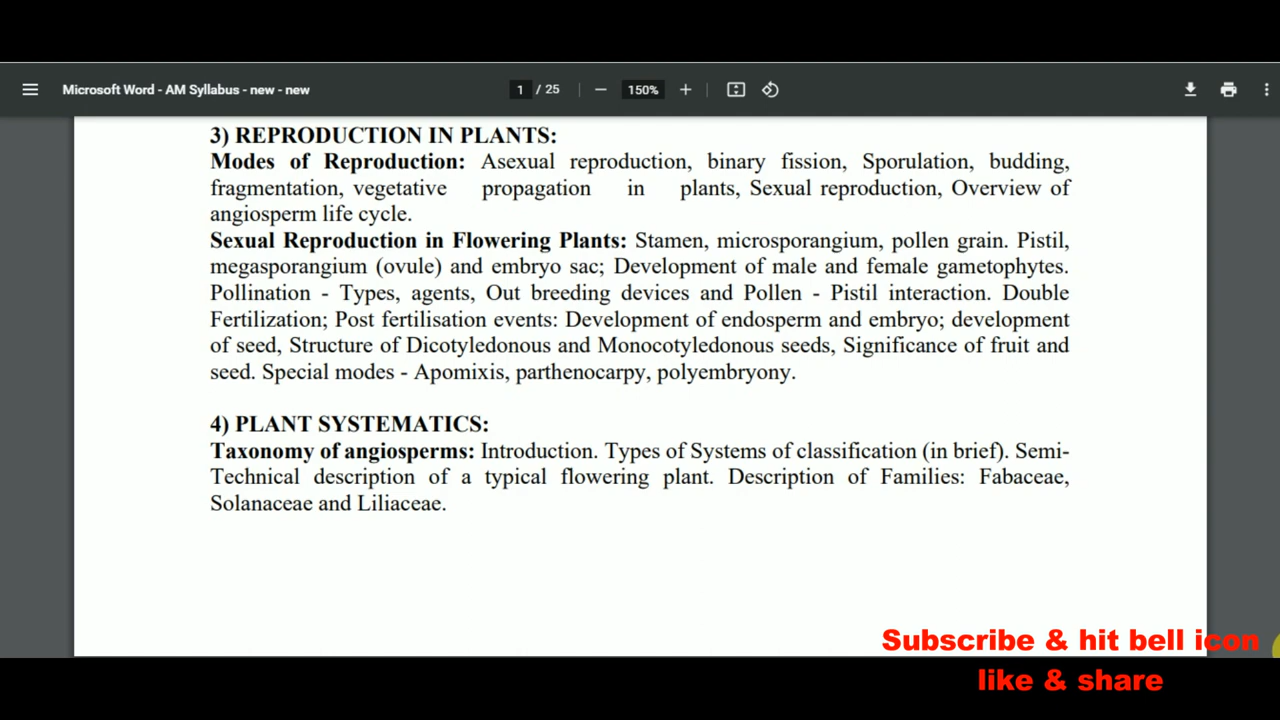 Microsoft Word - AM Syllabus - new - new
1 / 25
150%
3) REPRODUCTION IN PLANTS:
Modes of Reproduction: Asexual reproduction, binary fission, Sporulation, budding,
fragmentation, vegetative propagation in plants, Sexual reproduction, Overview of
angiosperm life cycle.
Sexual Reproduction in Flowering Plants: Stamen, microsporangium, pollen grain. Pistil,
megasporangium (ovule) and embryo sac; Development of male and female gametophytes.
Pollination - Types, agents, Out breeding devices and Pollen - Pistil interaction. Double
Fertilization; Post fertilisation events: Development of endosperm and embryo; development
of seed, Structure of Dicotyledonous and Monocotyledonous seeds, Significance of fruit and
seed. Special modes - Apomixis, parthenocarpy, polyembryony.
4) PLANT SYSTEMATICS:
Taxonomy of angiosperms: Introduction. Types of Systems of classification (in brief). Semi-
Technical description of a typical flowering plant. Description of Families: Fabaceae,
Solanaceae and Liliaceae.
Subscribe & hit bell icon
like & share